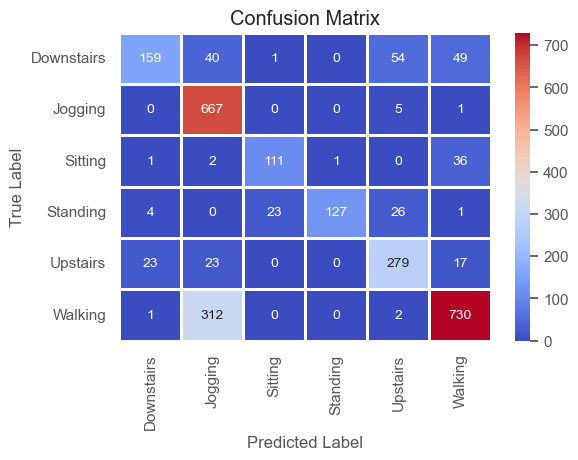 Confusion Matrix
True Label
Downstairs 159 40 1 0 54 49
Jogging 0 667 0 0 5 1
Sitting 1 2 111 1 0 36
Standing 4 0 23 127 26 1
Upstairs 23 23 0 0 279 17
Walking 1 312 0 0 2 730
Downstairs Jogging Sitting Standing Upstairs Walking
Predicted Label
700
600
500
400
300
200
100
0